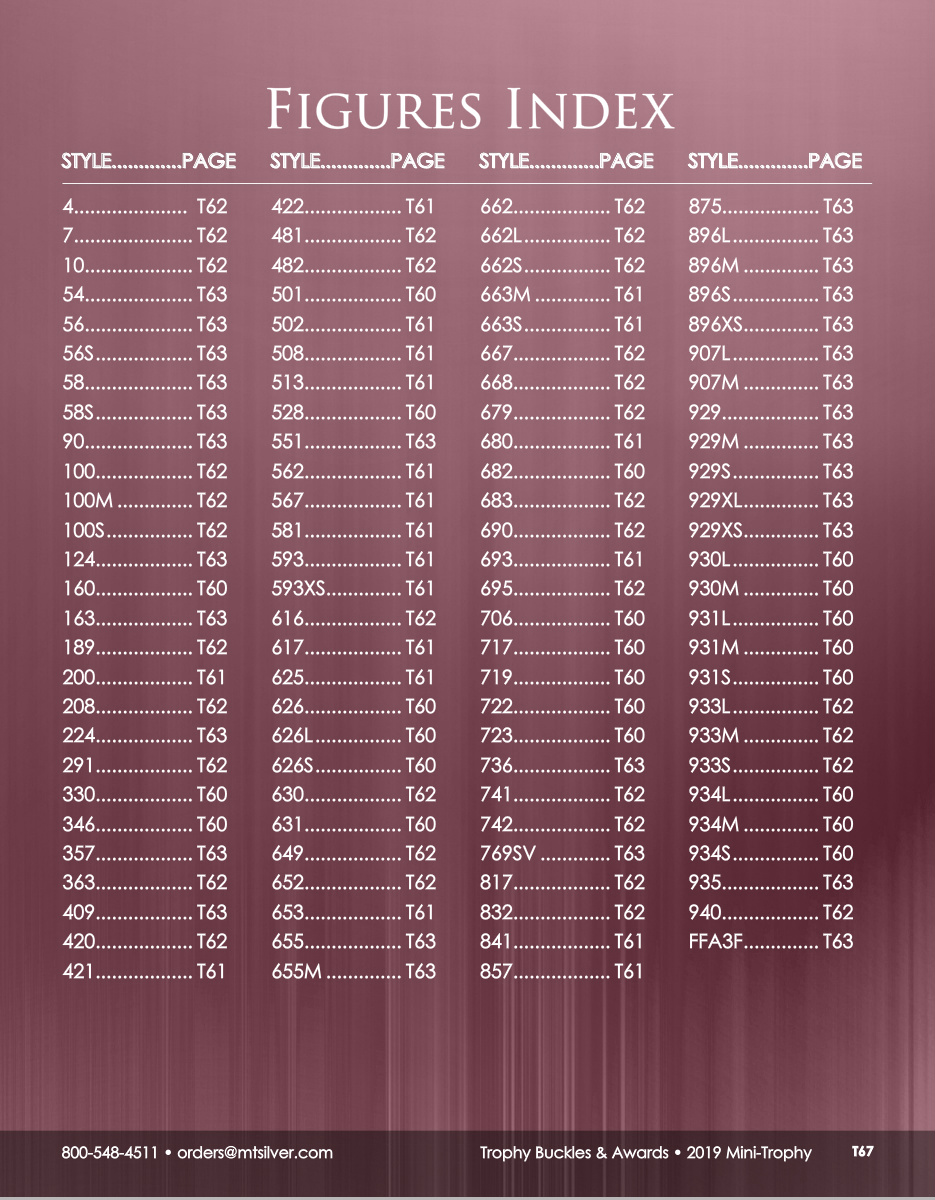 FIGURES INDEX
STYLE............PAGE
4..................... T62
7...................... T62
10.................... T62
54.................... T63
56.................... T63
56S.................. T63
58.................... T63
58S.................. T63
90.................... T63
100.................. T62
100M .............. T62
100S................ T62
124.................. T63
160.................. T60
163.................. T63
189.................. T62
200.................. T61
208.................. T62
224.................. T63
291.................. T62
330.................. T60
346.................. T60
357.................. T63
363.................. T62
409.................. T63
420.................. T62
421.................. T61
STYLE............PAGE
422.................. T61
481.................. T62
482.................. T62
501.................. T60
502.................. T61
508.................. T61
513.................. T61
528.................. T60
551.................. T63
562.................. T61
567.................. T61
581.................. T61
593.................. T61
593XS.............. T61
616.................. T62
617.................. T61
625.................. T61
626.................. T60
626L................ T60
626S................ T60
630.................. T62
631.................. T60
649.................. T62
652.................. T62
653.................. T61
655.................. T63
655M .............. T63
STYLE............PAGE
662.................. T62
662L................ T62
662S................ T62
663M .............. T61
663S................ T61
667.................. T62
668.................. T62
679.................. T62
680.................. T61
682.................. T60
683.................. T62
690.................. T62
693.................. T61
695.................. T62
706.................. T60
717.................. T60
719.................. T60
722.................. T60
723.................. T60
736.................. T63
741.................. T62
742.................. T62
769SV ............. T63
817.................. T62
832.................. T62
841.................. T61
857.................. T61
STYLE............PAGE
875.................. T63
896L................ T63
896M .............. T63
896S................ T63
896XS.............. T63
907L................ T63
907M .............. T63
929.................. T63
929M .............. T63
929S................ T63
929XL.............. T63
929XS.............. T63
930L................ T60
930M .............. T60
931L................ T60
931M .............. T60
931S................ T60
933L................ T62
933M .............. T62
933S................ T62
934L................ T60
934M .............. T60
934S................ T60
935.................. T63
940.................. T62
FFA3F.............. T63
800-548-4511 • orders@mtsilver.com
Trophy Buckles & Awards • 2019 Mini-Trophy T67